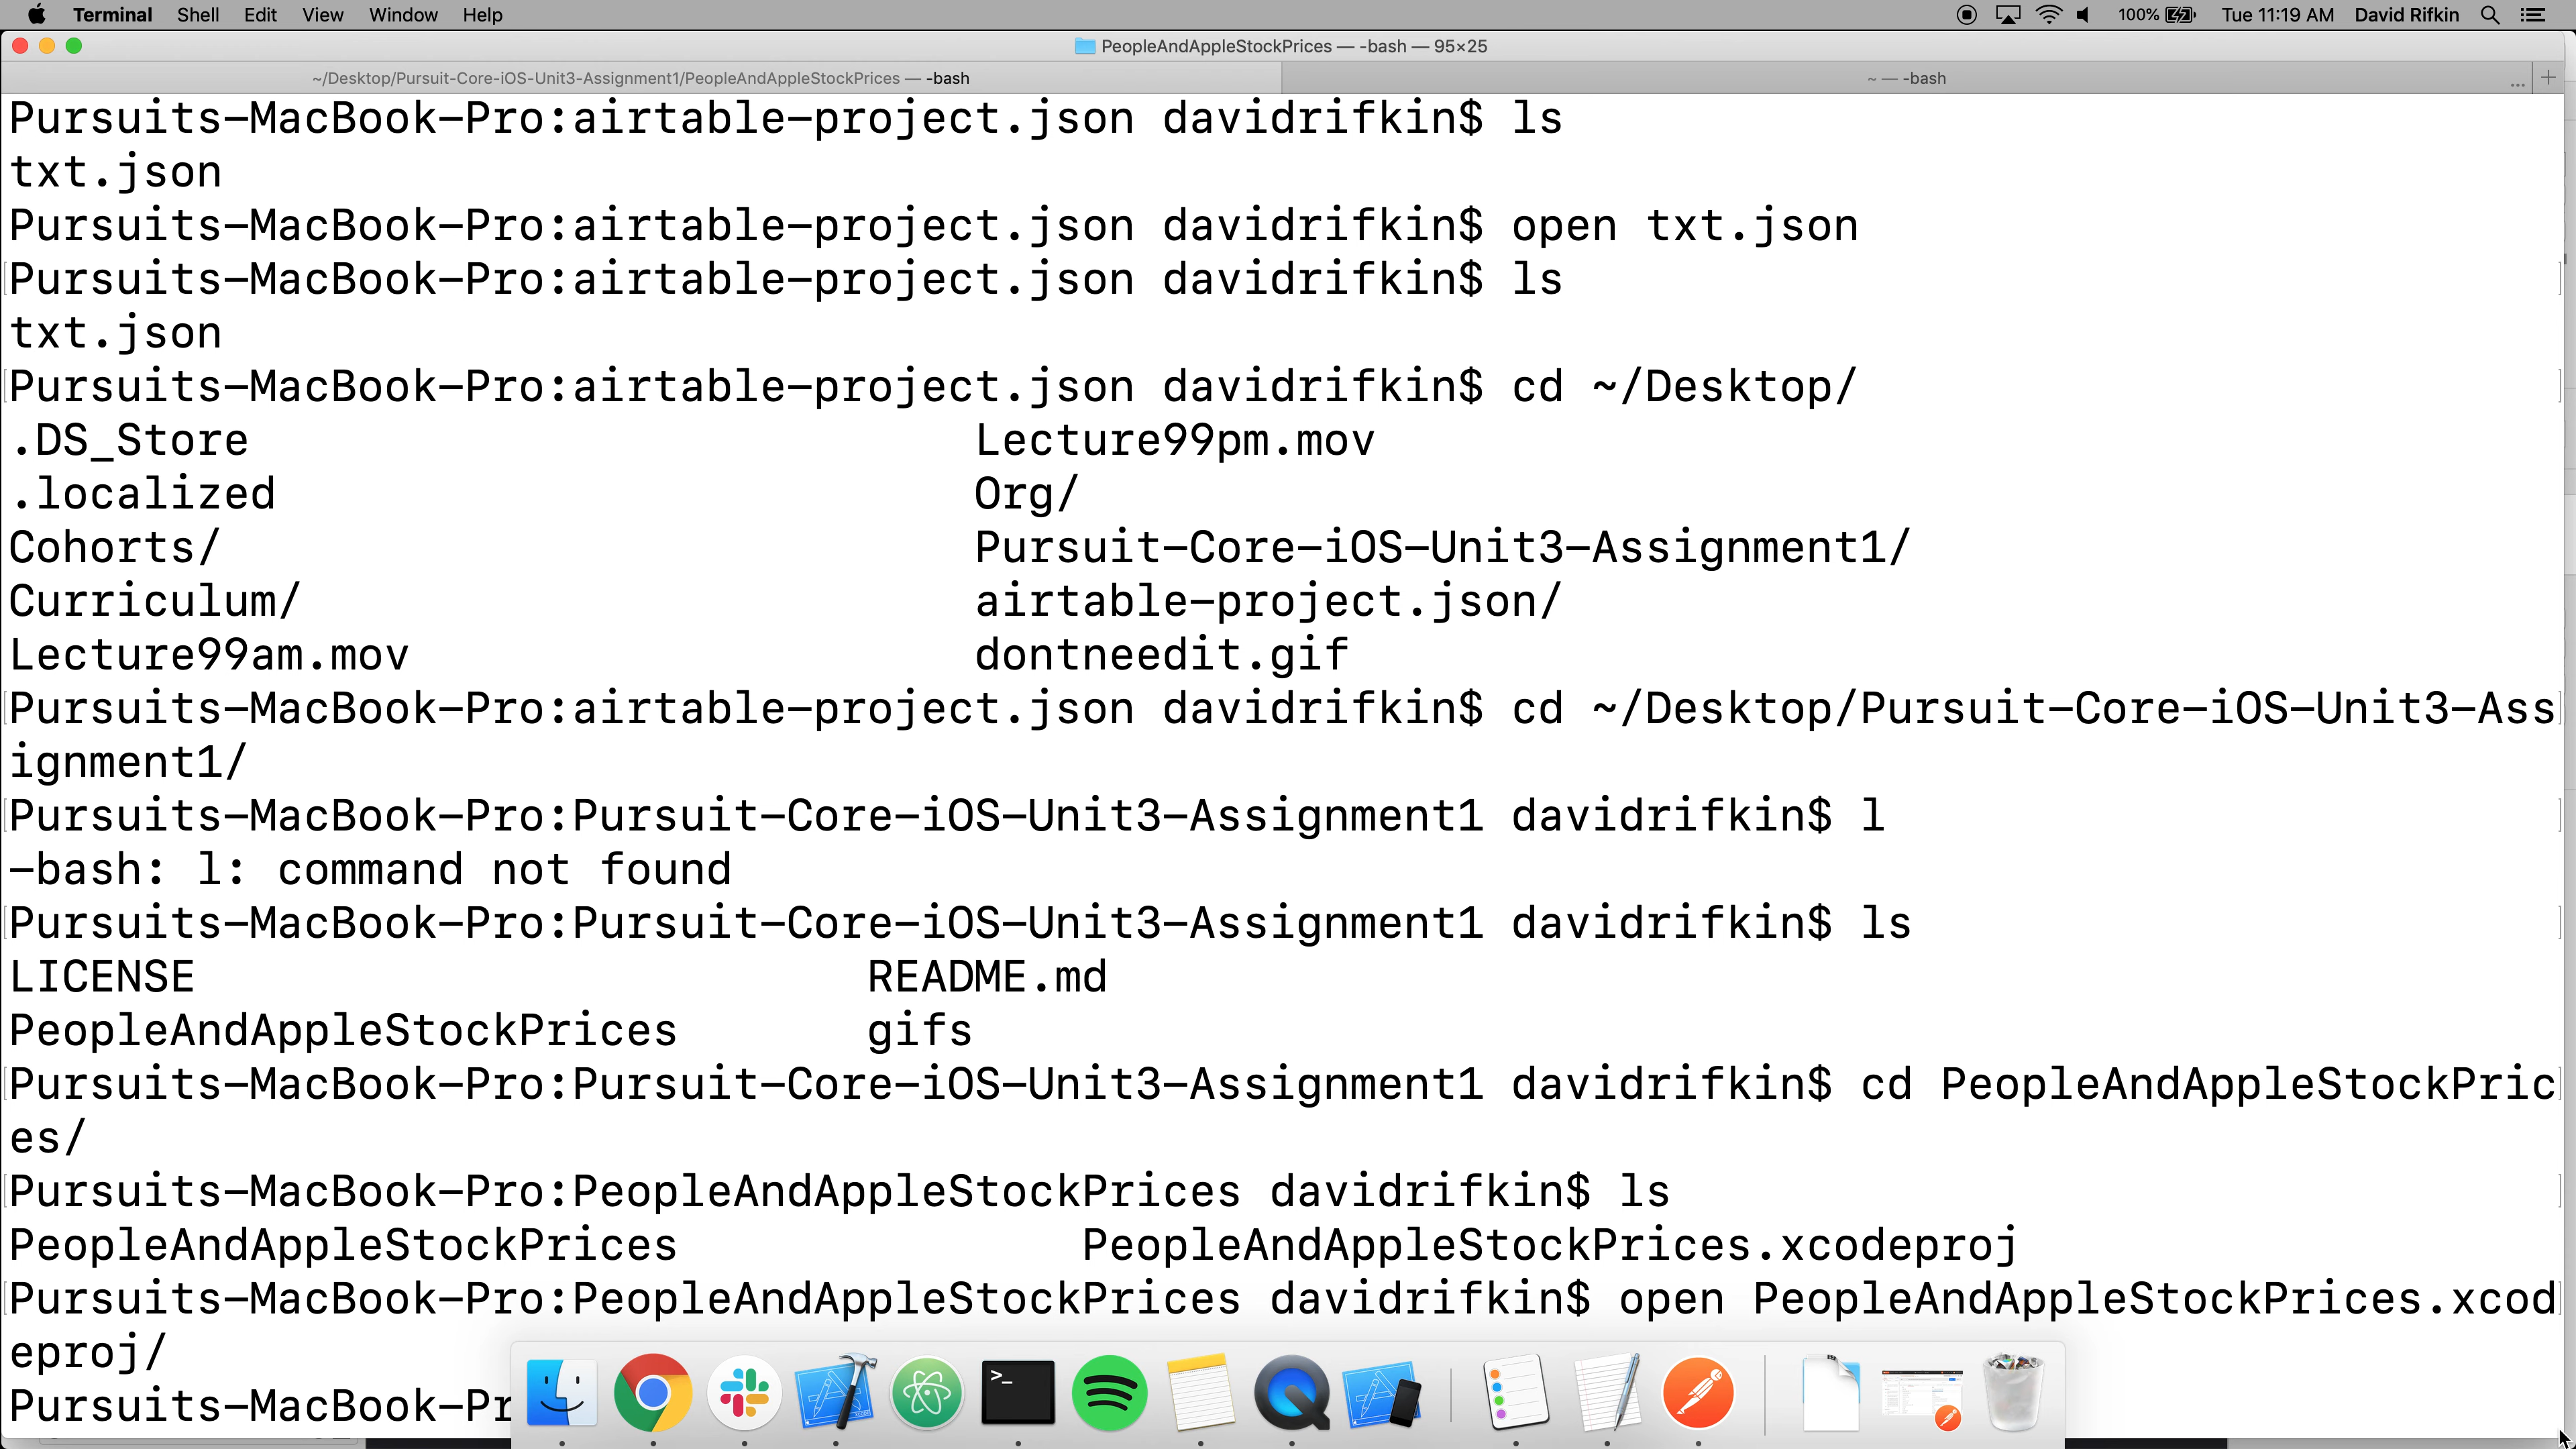 Terminal Shell Edit View Window Help 100% Tue 11:19 AM David Rifkin
PeopleAndAppleStockPrices — -bash — 95×25
~/Desktop/Pursuit-Core-iOS-Unit3-Assignment1/PeopleAndAppleStockPrices — -bash ~ — -bash ... +
Pursuits-MacBook-Pro:airtable-project.json davidrifkin$ ls
txt.json
Pursuits-MacBook-Pro:airtable-project.json davidrifkin$ open txt.json
Pursuits-MacBook-Pro:airtable-project.json davidrifkin$ ls
txt.json
Pursuits-MacBook-Pro:airtable-project.json davidrifkin$ cd ~/Desktop/
.DS_Store Lecture99pm.mov
.localized Org/
Cohorts/ Pursuit-Core-iOS-Unit3-Assignment1/
Curriculum/ airtable-project.json/
Lecture99am.mov dontneedit.gif
Pursuits-MacBook-Pro:airtable-project.json davidrifkin$ cd ~/Desktop/Pursuit-Core-iOS-Unit3-Ass
ignment1/
Pursuits-MacBook-Pro:Pursuit-Core-iOS-Unit3-Assignment1 davidrifkin$ l
-bash: l: command not found
Pursuits-MacBook-Pro:Pursuit-Core-iOS-Unit3-Assignment1 davidrifkin$ ls
LICENSE README.md
PeopleAndAppleStockPrices gifs
Pursuits-MacBook-Pro:Pursuit-Core-iOS-Unit3-Assignment1 davidrifkin$ cd PeopleAndAppleStockPric
es/
Pursuits-MacBook-Pro:PeopleAndAppleStockPrices davidrifkin$ ls
PeopleAndAppleStockPrices PeopleAndAppleStockPrices.xcodeproj
Pursuits-MacBook-Pro:PeopleAndAppleStockPrices davidrifkin$ open PeopleAndAppleStockPrices.xcod
eproj/
Pursuits-MacBook-Pr